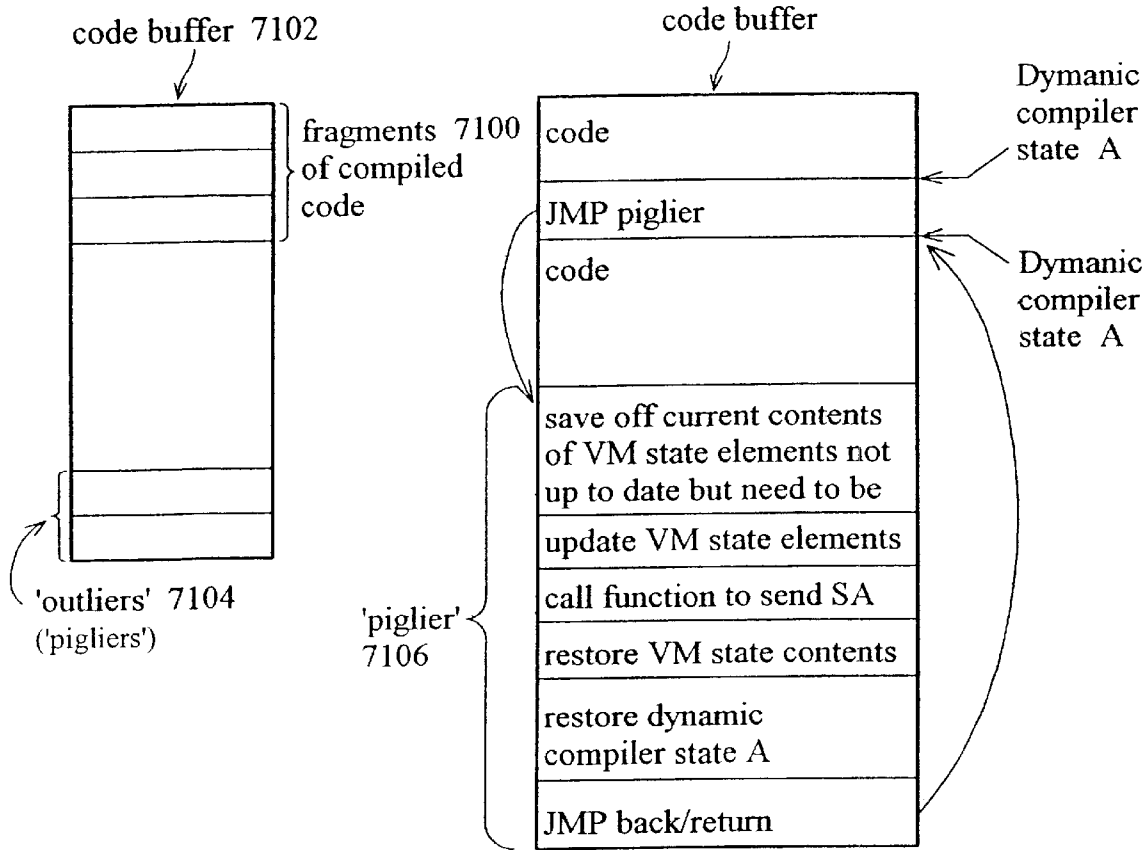 code buffer 7102
fragments 7100
of compiled
code
'outliers' 7104
('pigliers')
code buffer
code
JMP piglier
code
save off current contents
of VM state elements not
up to date but need to be
update VM state elements
call function to send SA
restore VM state contents
restore dynamic
compiler state A
JMP back/return
'piglier'
7106
Dymanic
compiler
state A
Dymanic
compiler
state A